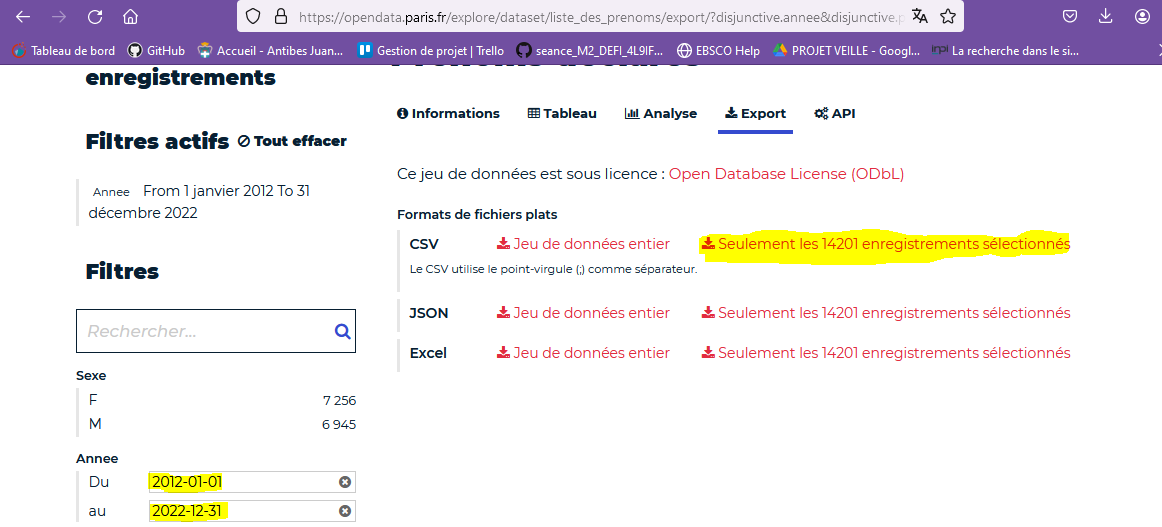 https://opendata.paris.fr/explore/dataset/liste_des_prenoms/export/?disjunctive.annee&disjunctive.p
Tableau de bord
GitHub
Accueil - Antibes Juan...
Gestion de projet | Trello
seance_M2_DEFI_4L9IF...
EBSCO Help
PROJET VEILLE - Googl...
inpi La recherche dans le si...
enregistrements
Filtres actifs Tout effacer
Annee From 1 janvier 2012 To 31
décembre 2022
Filtres
Rechercher...
Sexe
F 7 256
M 6 945
Annee
Du 2012-01-01
au 2022-12-31
Informations Tableau Analyse Export API
Ce jeu de données est sous licence : Open Database License (ODbL)
Formats de fichiers plats
CSV Jeu de données entier Seulement les 14201 enregistrements sélectionnés
Le CSV utilise le point-virgule (;) comme séparateur.
JSON Jeu de données entier Seulement les 14201 enregistrements sélectionnés
Excel Jeu de données entier Seulement les 14201 enregistrements sélectionnés